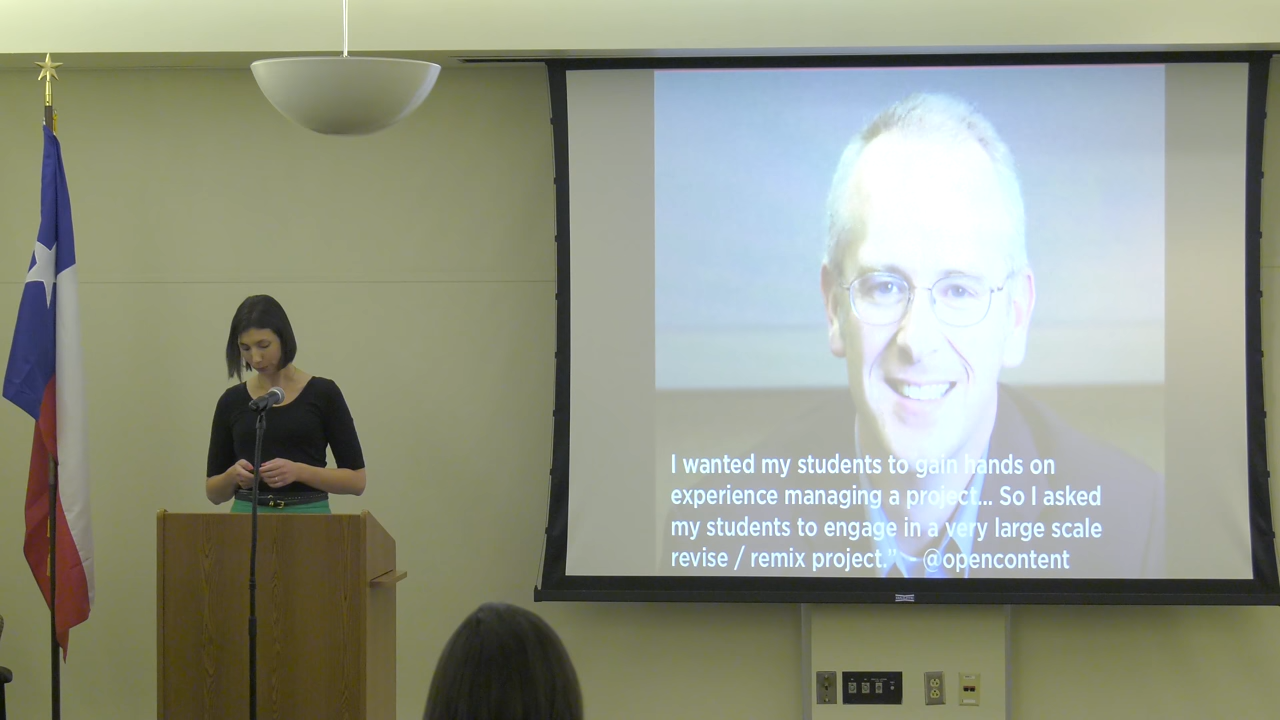 I wanted my students to gain hands on
experience managing a project... So I asked
my students to engage in a very large scale
revise / remix project.” - @opencontent